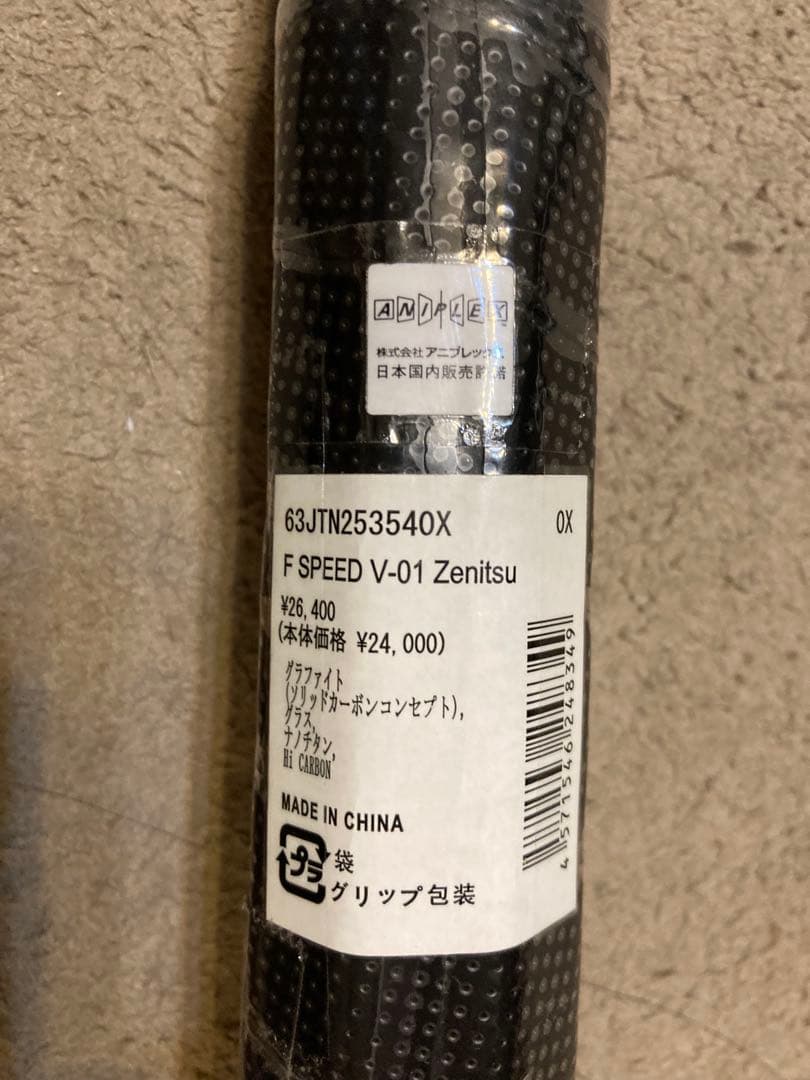 ANIPLEX
株式会社 アニプレックス
日本国内販売許諾
63JTN253540X 0X
F SPEED V-01 Zenitsu
¥26,400
(本体価格 ¥24,000)
グラファイト
(ソリッドカーボンコンセプト),
グラス,
ナノチタン,
Hi CARBON
MADE IN CHINA
プラ 袋
グリップ包装
4571546248349